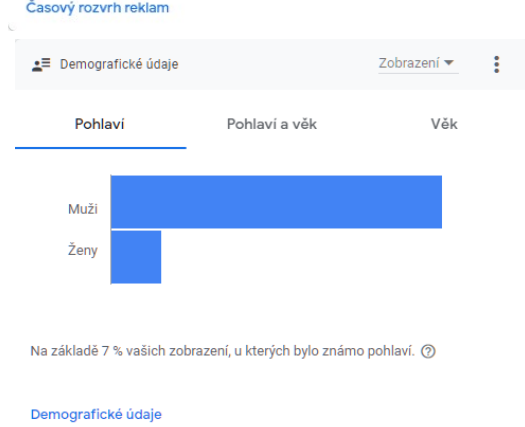 Časový rozvrh reklam
Demografické údaje
Zobrazení
Pohlaví
Pohlaví a věk
Věk
Muži
Ženy
Na základě 7 % vašich zobrazení, u kterých bylo známo pohlaví.
Demografické údaje